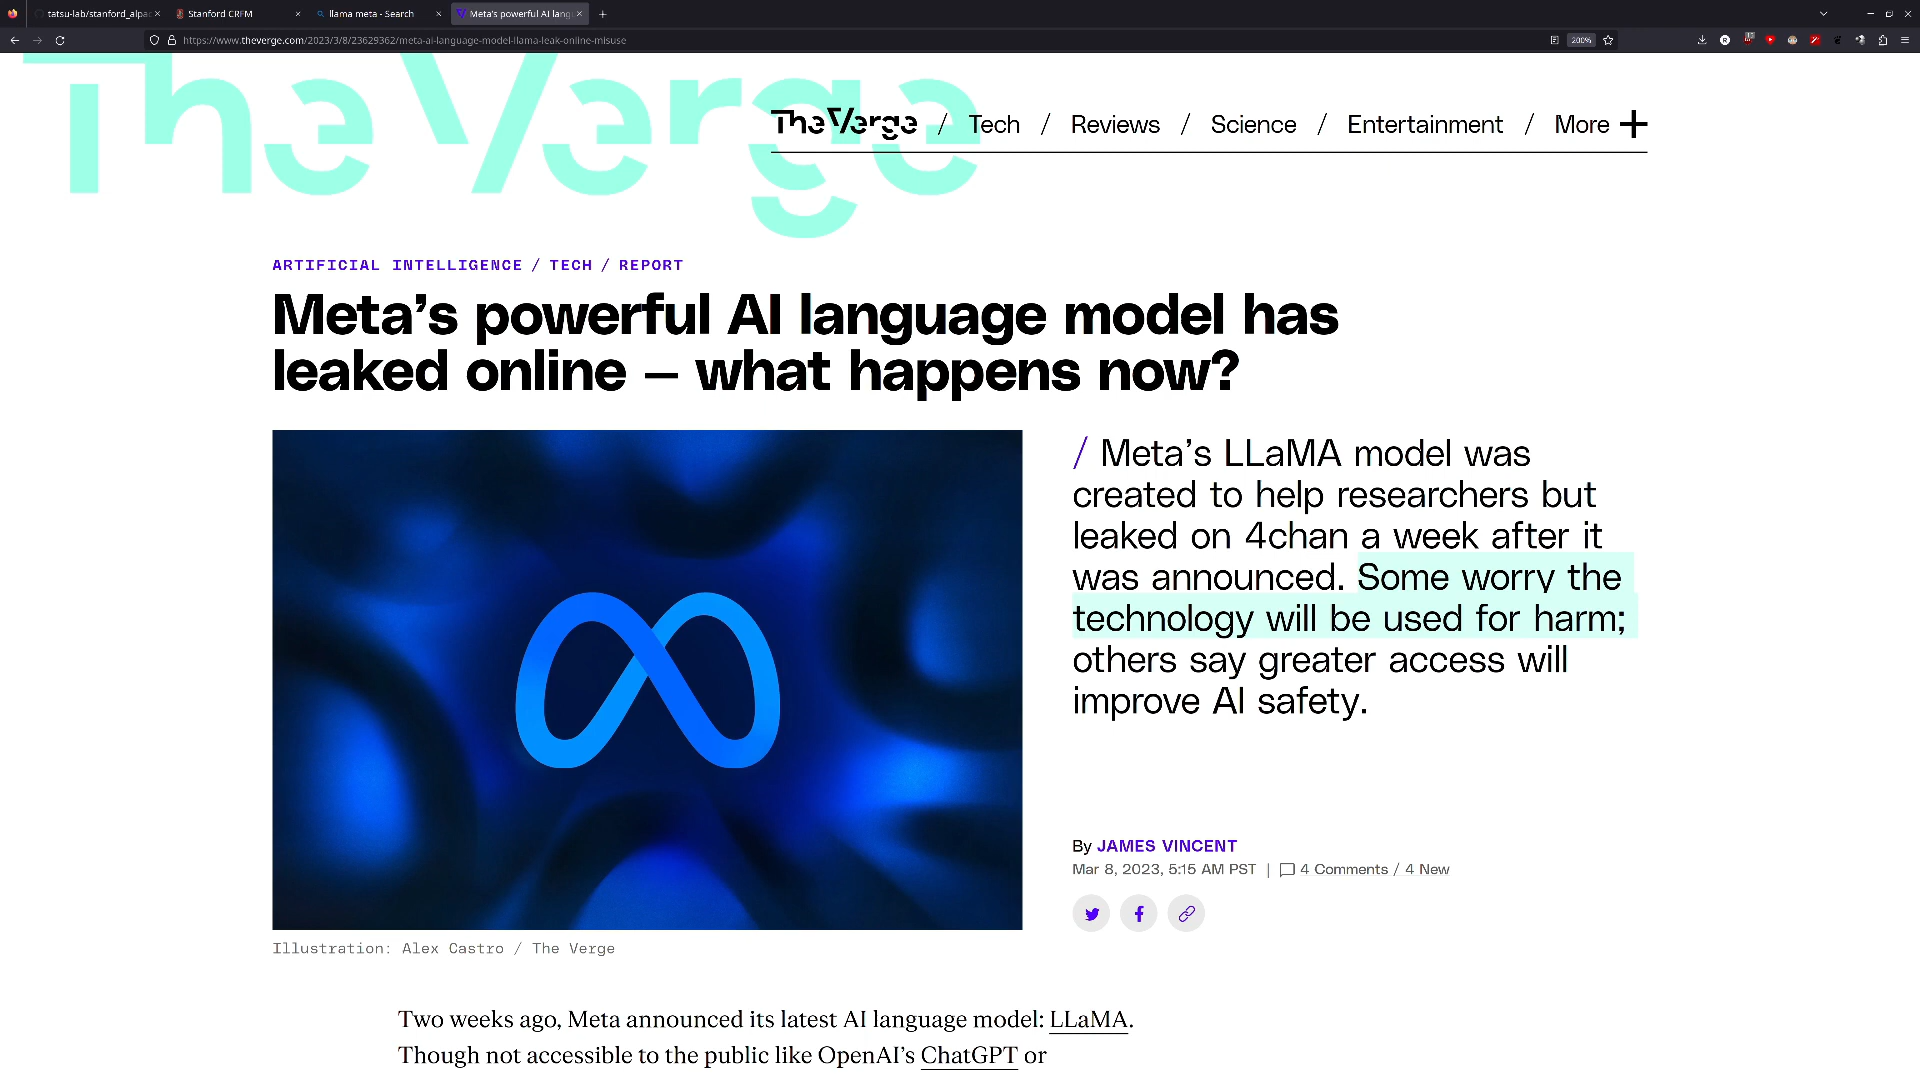 tatsu-lab/stanford_alpac
Stanford CRFM
llama meta - Search
Meta's powerful AI lang
https://www.theverge.com/2023/3/8/23629362/meta-ai-language-model-llama-leak-online-misuse
200%
The Verge
The Verge / Tech / Reviews / Science / Entertainment / More +
ARTIFICIAL INTELLIGENCE / TECH / REPORT
Meta’s powerful AI language model has
leaked online — what happens now?
/ Meta’s LLaMA model was
created to help researchers but
leaked on 4chan a week after it
was announced. Some worry the
technology will be used for harm;
others say greater access will
improve AI safety.
By JAMES VINCENT
Mar 8, 2023, 5:15 AM PST | 4 Comments / 4 New
Illustration: Alex Castro / The Verge
Two weeks ago, Meta announced its latest AI language model: LLaMA.
Though not accessible to the public like OpenAI’s ChatGPT or